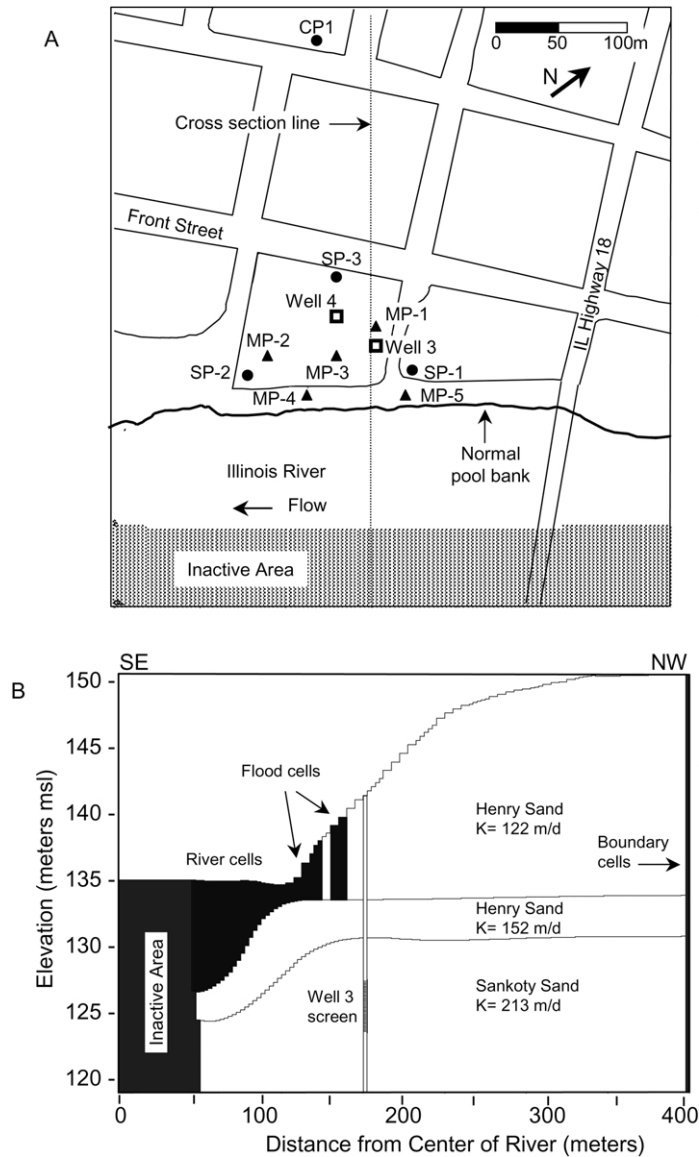 A
CP1
0 50 100m
N
Cross section line
Front Street
IL Highway 18
SP-3
Well 4
MP-1
MP-2
Well 3
MP-3
SP-1
SP-2
MP-4
MP-5
Normal
pool bank
Illinois River
Flow
Inactive Area
B
SE NW
150
145
140
135
130
125
120
Elevation (meters msl)
Flood cells
River cells
Henry Sand
K= 122 m/d
Boundary
cells
Henry Sand
K= 152 m/d
Sankoty Sand
K= 213 m/d
Well 3
screen
Inactive Area
0 100 200 300 400
Distance from Center of River (meters)